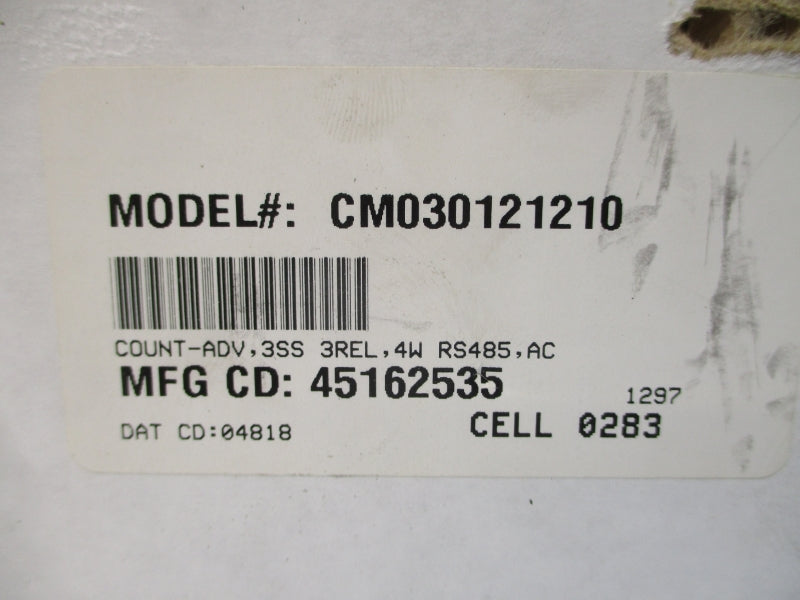 MODEL#: CM030121210
COUNT-ADV,3SS 3REL,4W RS485,AC
MFG CD: 45162535
1297
DAT CD:04818
CELL 0283